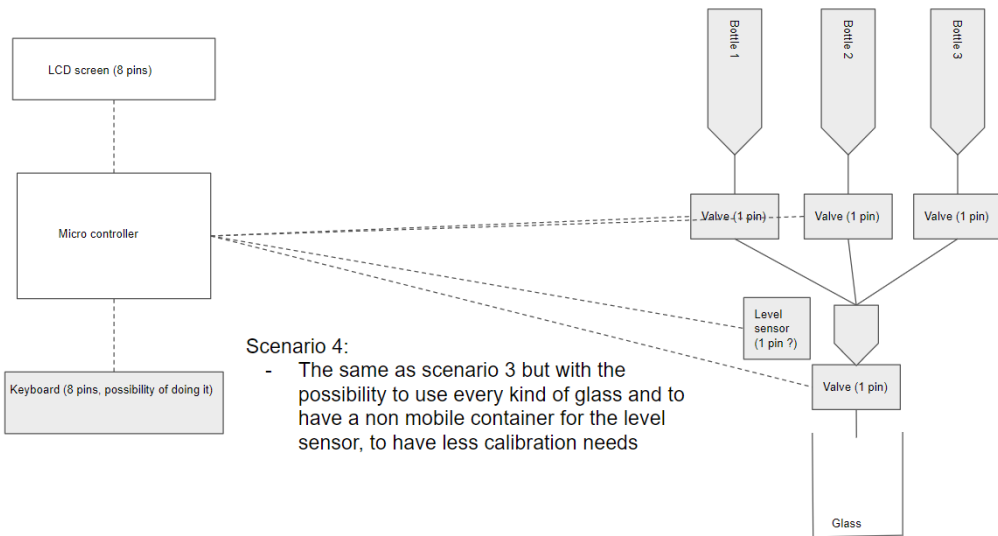 LCD screen (8 pins)
Bottle 1
Bottle 2
Bottle 3
Micro controller
Valve (1 pin)
Valve (1 pin)
Valve (1 pin)
Level
sensor
(1 pin ?)
Keyboard (8 pins, possibility of doing it)
Scenario 4:
- The same as scenario 3 but with the
possibility to use every kind of glass and to
have a non mobile container for the level
sensor, to have less calibration needs
Valve (1 pin)
Glass